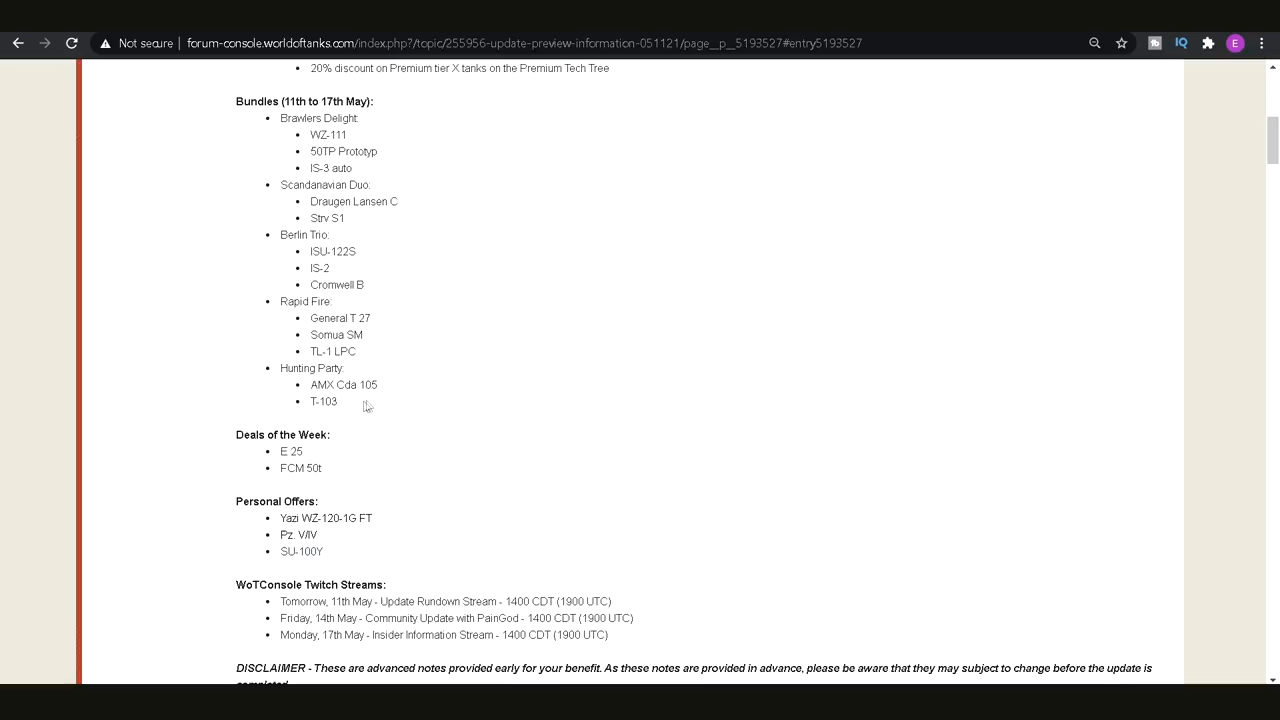 Not secure | forum-console.worldoftanks.com/index.php?/topic/255956-update-preview-information-051121/page__p__5193527#entry5193527
IQ
E
20% discount on Premium tier X tanks on the Premium Tech Tree
Bundles (11th to 17th May):
Brawlers Delight:
WZ-111
50TP Prototyp
IS-3 auto
Scandanavian Duo:
Draugen Lansen C
Strv S1
Berlin Trio:
ISU-122S
IS-2
Cromwell B
Rapid Fire:
General T 27
Somua SM
TL-1 LPC
Hunting Party:
AMX Cda 105
T-103
Deals of the Week:
E 25
FCM 50t
Personal Offers:
Yazi WZ-120-1G FT
Pz. V/IV
SU-100Y
WoTConsole Twitch Streams:
Tomorrow, 11th May - Update Rundown Stream - 1400 CDT (1900 UTC)
Friday, 14th May - Community Update with PainGod - 1400 CDT (1900 UTC)
Monday, 17th May - Insider Information Stream - 1400 CDT (1900 UTC)
DISCLAIMER - These are advanced notes provided early for your benefit. As these notes are provided in advance, please be aware that they may subject to change before the update is
completed